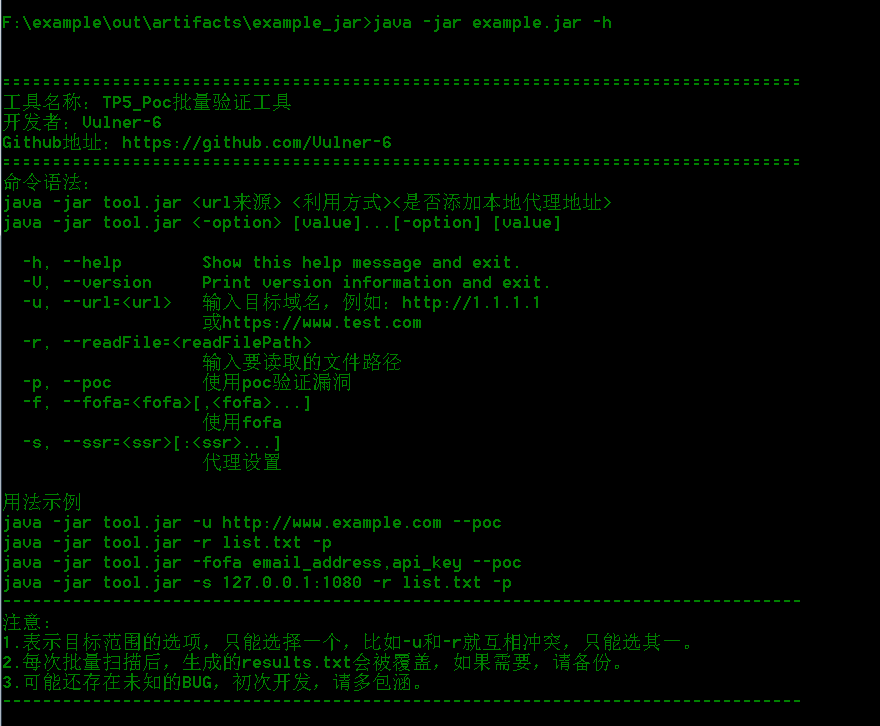 F:\example\out\artifacts\example_jar>java -jar example.jar -h
================================================================================
工具名称：TP5_Poc批量验证工具
开发者：Vulner-6
Github地址：https://github.com/Vulner-6
================================================================================
命令语法：
java -jar tool.jar <url来源> <利用方式><是否添加本地代理地址>
java -jar tool.jar <-option> [value]...[-option] [value]
-h, --help        Show this help message and exit.
-V, --version     Print version information and exit.
-u, --url=<url>   输入目标域名，例如：http://1.1.1.1
或https://www.test.com
-r, --readFile=<readFilePath>
输入要读取的文件路径
-p, --poc         使用poc验证漏洞
-f, --fofa=<fofa>[,<fofa>...]
使用fofa
-s, --ssr=<ssr>[:<ssr>...]
代理设置
用法示例
java -jar tool.jar -u http://www.example.com --poc
java -jar tool.jar -r list.txt -p
java -jar tool.jar -fofa email_address,api_key --poc
java -jar tool.jar -s 127.0.0.1:1080 -r list.txt -p
--------------------------------------------------------------------------------
注意：
1.表示目标范围的选项，只能选择一个，比如-u和-r就互相冲突，只能选其一。
2.每次批量扫描后，生成的results.txt会被覆盖，如果需要，请备份。
3.可能还存在未知的BUG，初次开发，请多包涵。
--------------------------------------------------------------------------------